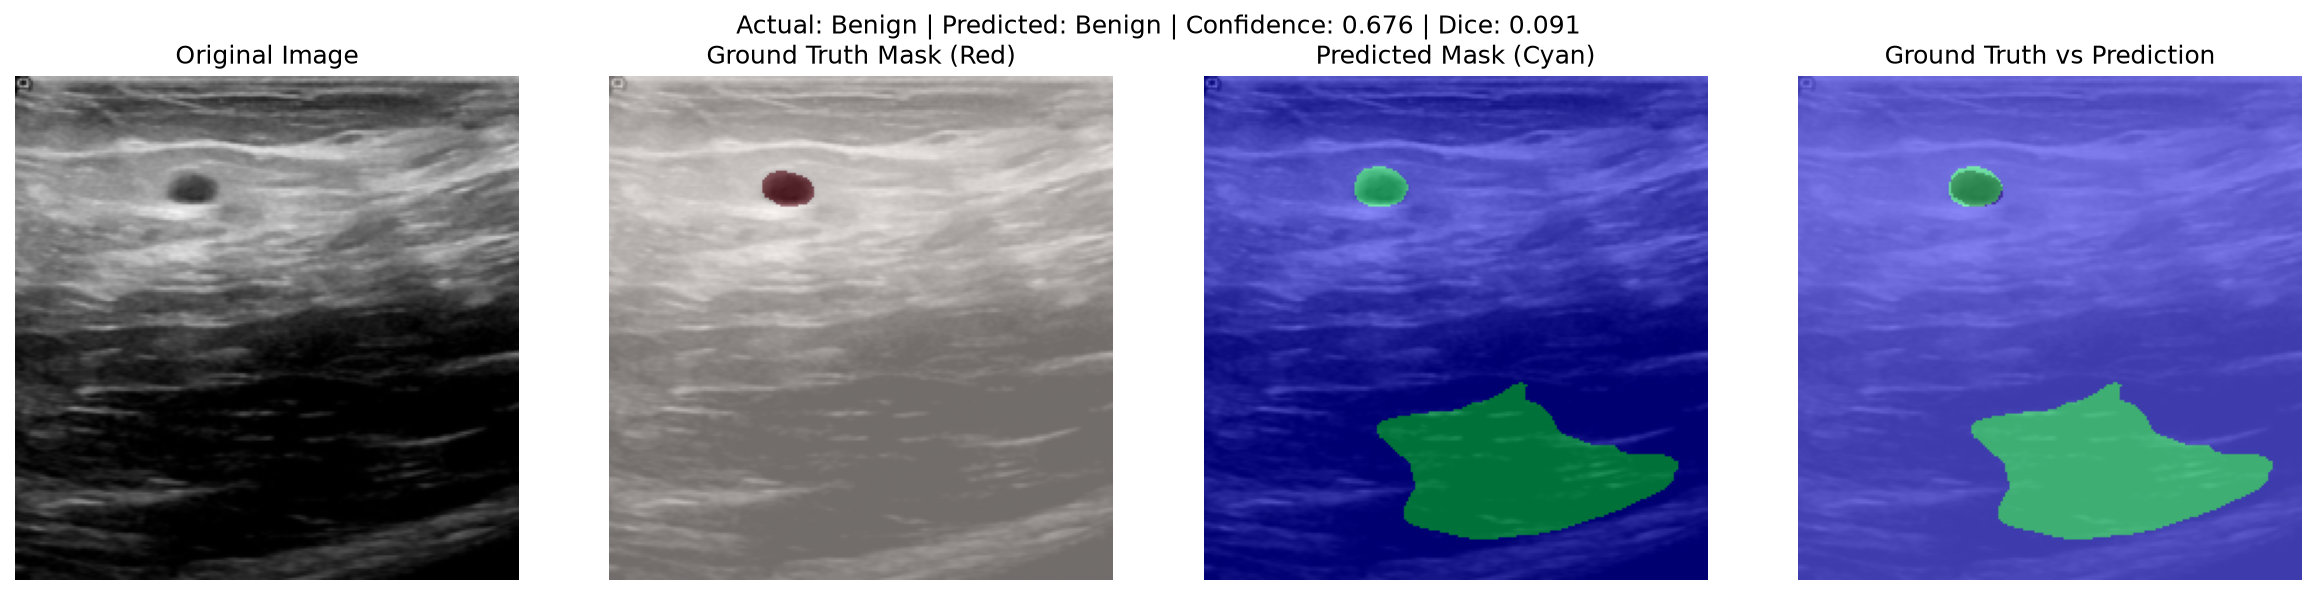 Actual: Benign | Predicted: Benign | Confidence: 0.676 | Dice: 0.091
Original Image
Ground Truth Mask (Red)
Predicted Mask (Cyan)
Ground Truth vs Prediction